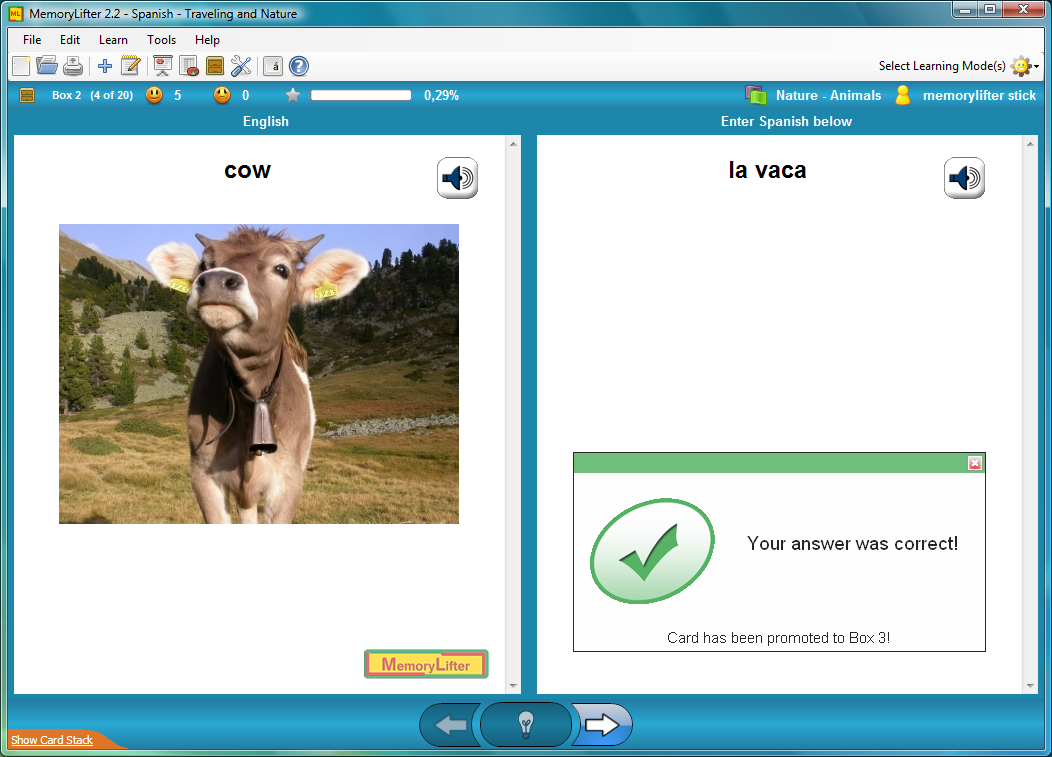 MemoryLifter 2.2 - Spanish - Traveling and Nature
File Edit Learn Tools Help
Select Learning Mode(s)
Box 2 (4 of 20) 5 0 0,29% Nature - Animals memorylifter stick
English Enter Spanish below
cow la vaca
Your answer was correct!
Card has been promoted to Box 3!
MemoryLifter
Show Card Stack